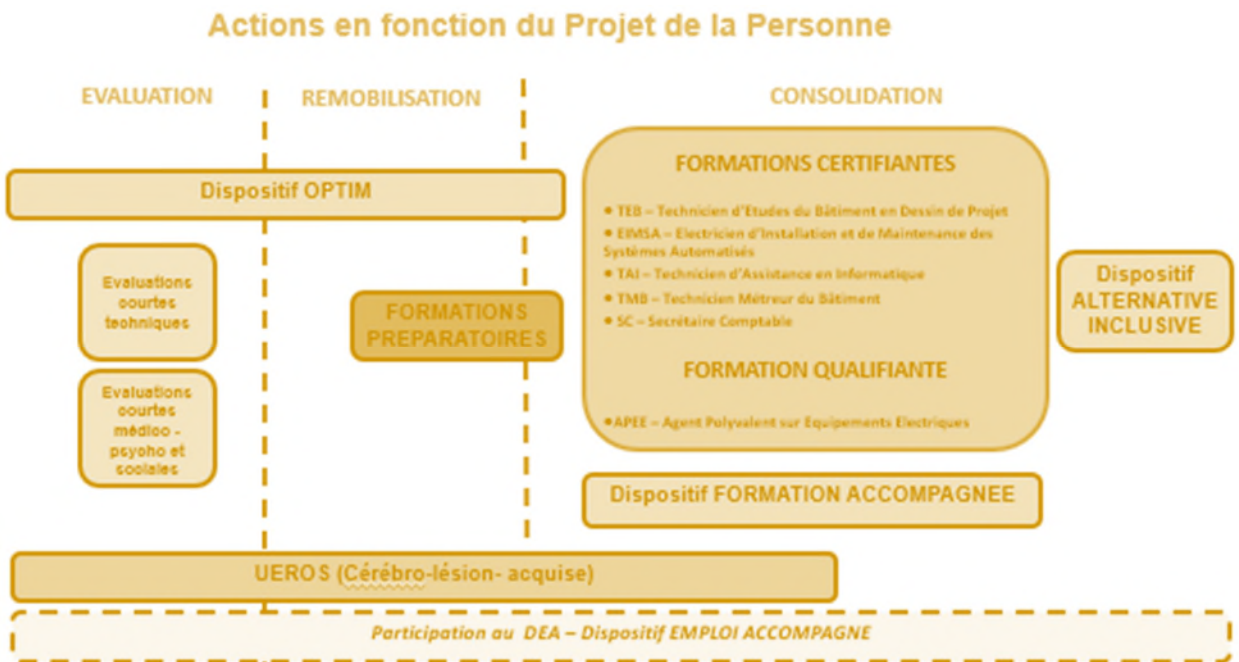 Actions en fonction du Projet de la Personne
EVALUATION
REMOBILISATION
CONSOLIDATION
Dispositif OPTIM
Evaluations
courtes
techniques
Evaluations
courtes
médico -
psycho et
sociales
FORMATIONS
PREPARATOIRES
FORMATIONS CERTIFIANTES
• TEB – Technicien d'Etudes du Bâtiment en Dessin de Projet
• EIMSA – Electricien d'Installation et de Maintenance des
Systèmes Automatisés
• TAI – Technicien d'Assistance en Informatique
• TMB – Technicien Métreur du Bâtiment
• SC – Secrétaire Comptable
FORMATION QUALIFIANTE
•APEE – Agent Polyvalent sur Equipements Electriques
Dispositif
ALTERNATIVE
INCLUSIVE
Dispositif FORMATION ACCOMPAGNEE
UEROS (Cérébro-lésion- acquise)
Participation au DEA – Dispositif EMPLOI ACCOMPAGNE